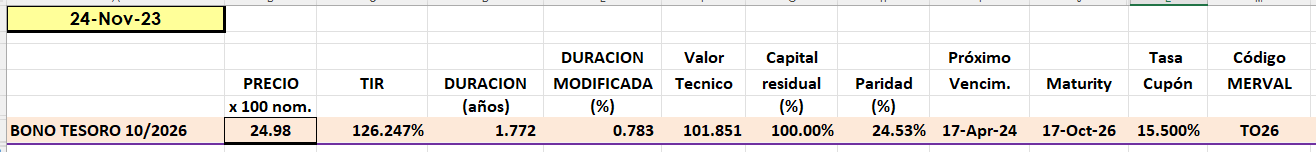 24-Nov-23
DURACION Valor Capital Próximo Tasa Código
PRECIO TIR DURACION MODIFICADA Tecnico residual Paridad Vencim. Maturity Cupón MERVAL
x 100 nom. (años) (%) (%) (%)
BONO TESORO 10/2026 24.98 126.247% 1.772 0.783 101.851 100.00% 24.53% 17-Apr-24 17-Oct-26 15.500% TO26